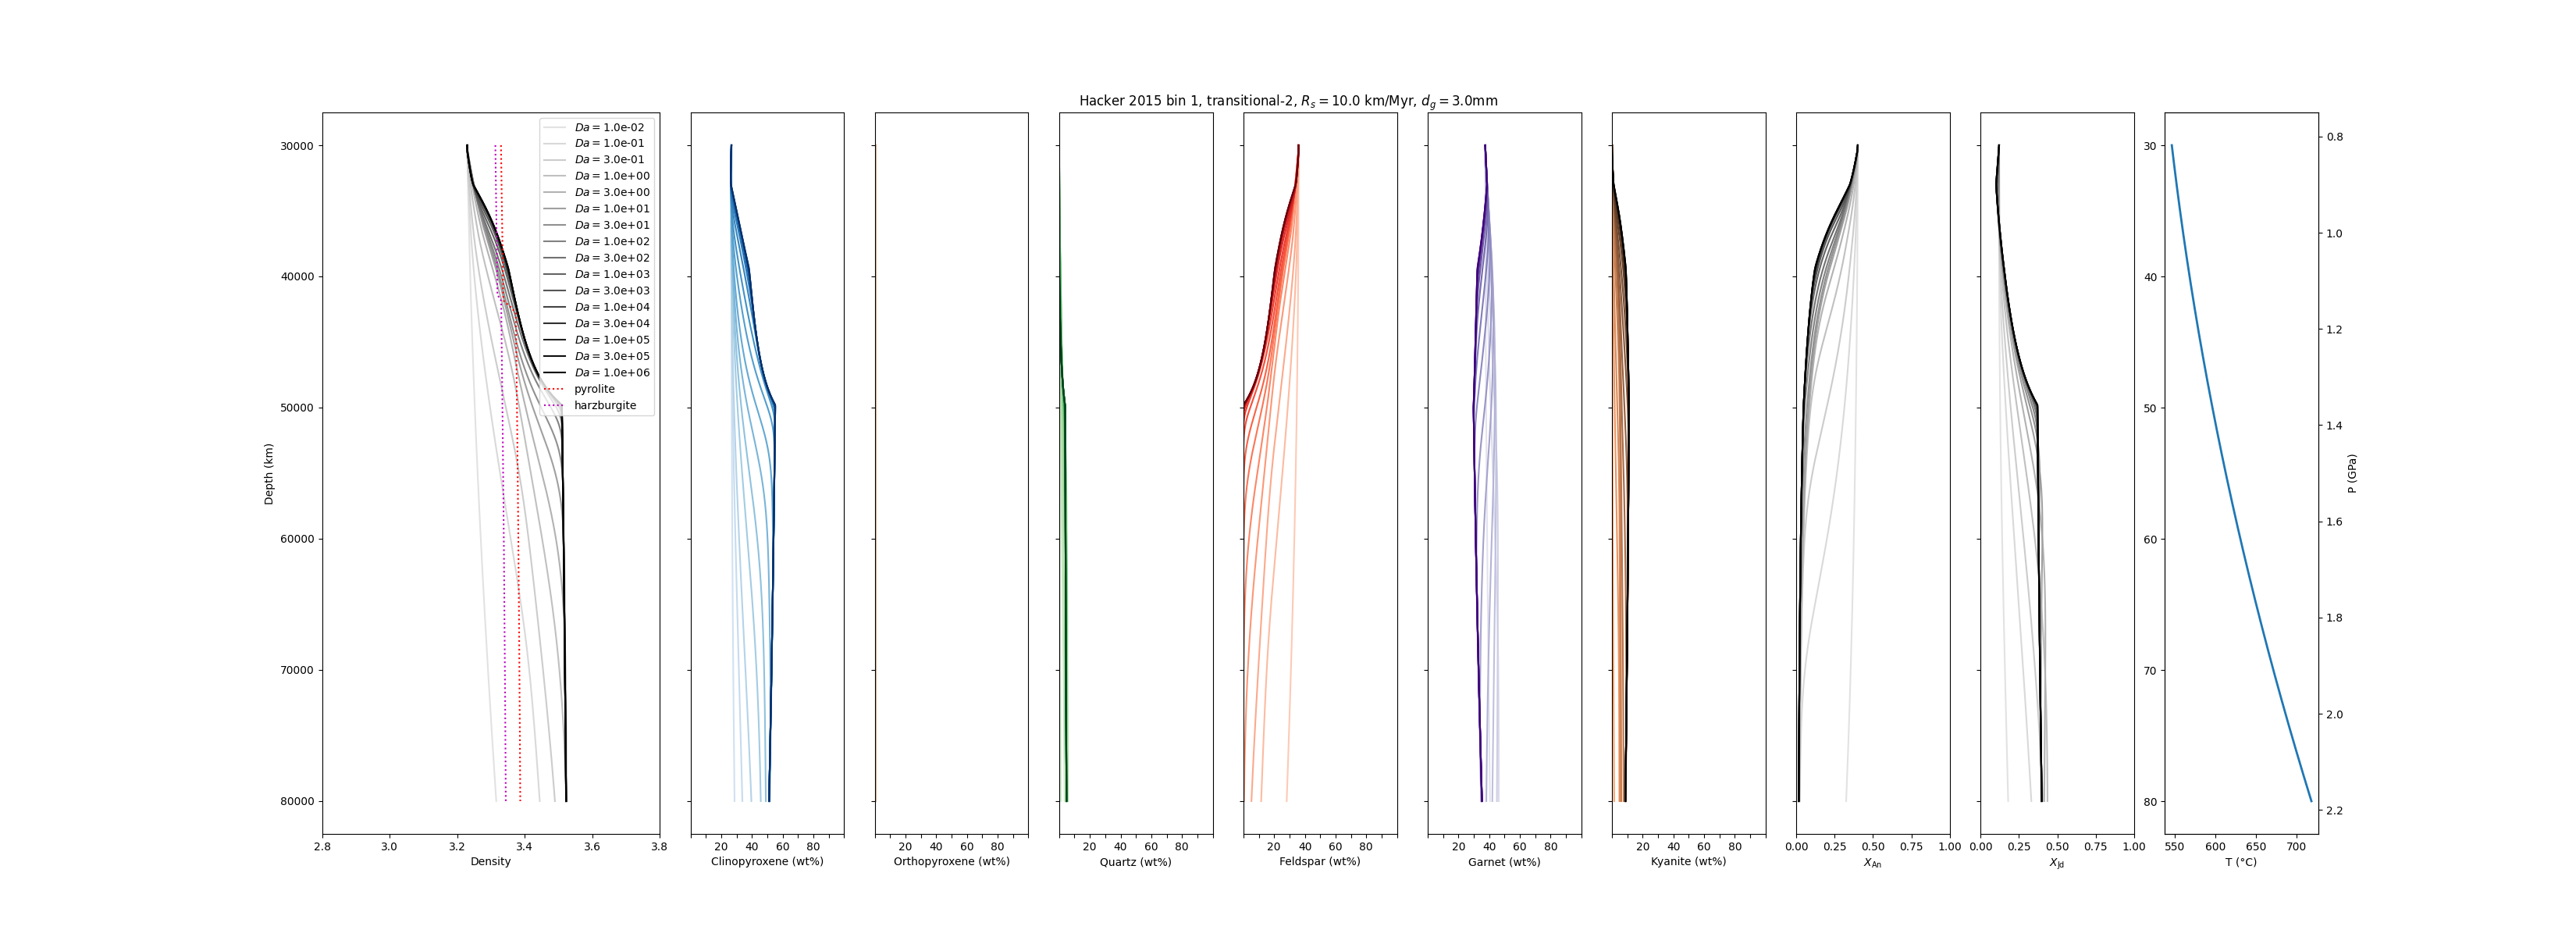 Hacker 2015 bin 1, transitional-2, R_s = 10.0 km/Myr, d_g = 3.0mm
Da = 1.0e-02
Da = 1.0e-01
Da = 3.0e-01
Da = 1.0e+00
Da = 3.0e+00
Da = 1.0e+01
Da = 3.0e+01
Da = 1.0e+02
Da = 3.0e+02
Da = 1.0e+03
Da = 3.0e+03
Da = 1.0e+04
Da = 3.0e+04
Da = 1.0e+05
Da = 3.0e+05
Da = 1.0e+06
pyrolite
harzburgite
Depth (km)
30000
40000
50000
60000
70000
80000
2.8 3.0 3.2 3.4 3.6 3.8
Density
20 40 60 80
Clinopyroxene (wt%)
20 40 60 80
Orthopyroxene (wt%)
20 40 60 80
Quartz (wt%)
20 40 60 80
Feldspar (wt%)
20 40 60 80
Garnet (wt%)
20 40 60 80
Kyanite (wt%)
0.00 0.25 0.50 0.75 1.00
X_An
0.00 0.25 0.50 0.75 1.00
X_Jd
30
40
50
60
70
80
550 600 650 700
T (°C)
0.8
1.0
1.2
1.4
1.6
1.8
2.0
2.2
P (GPa)